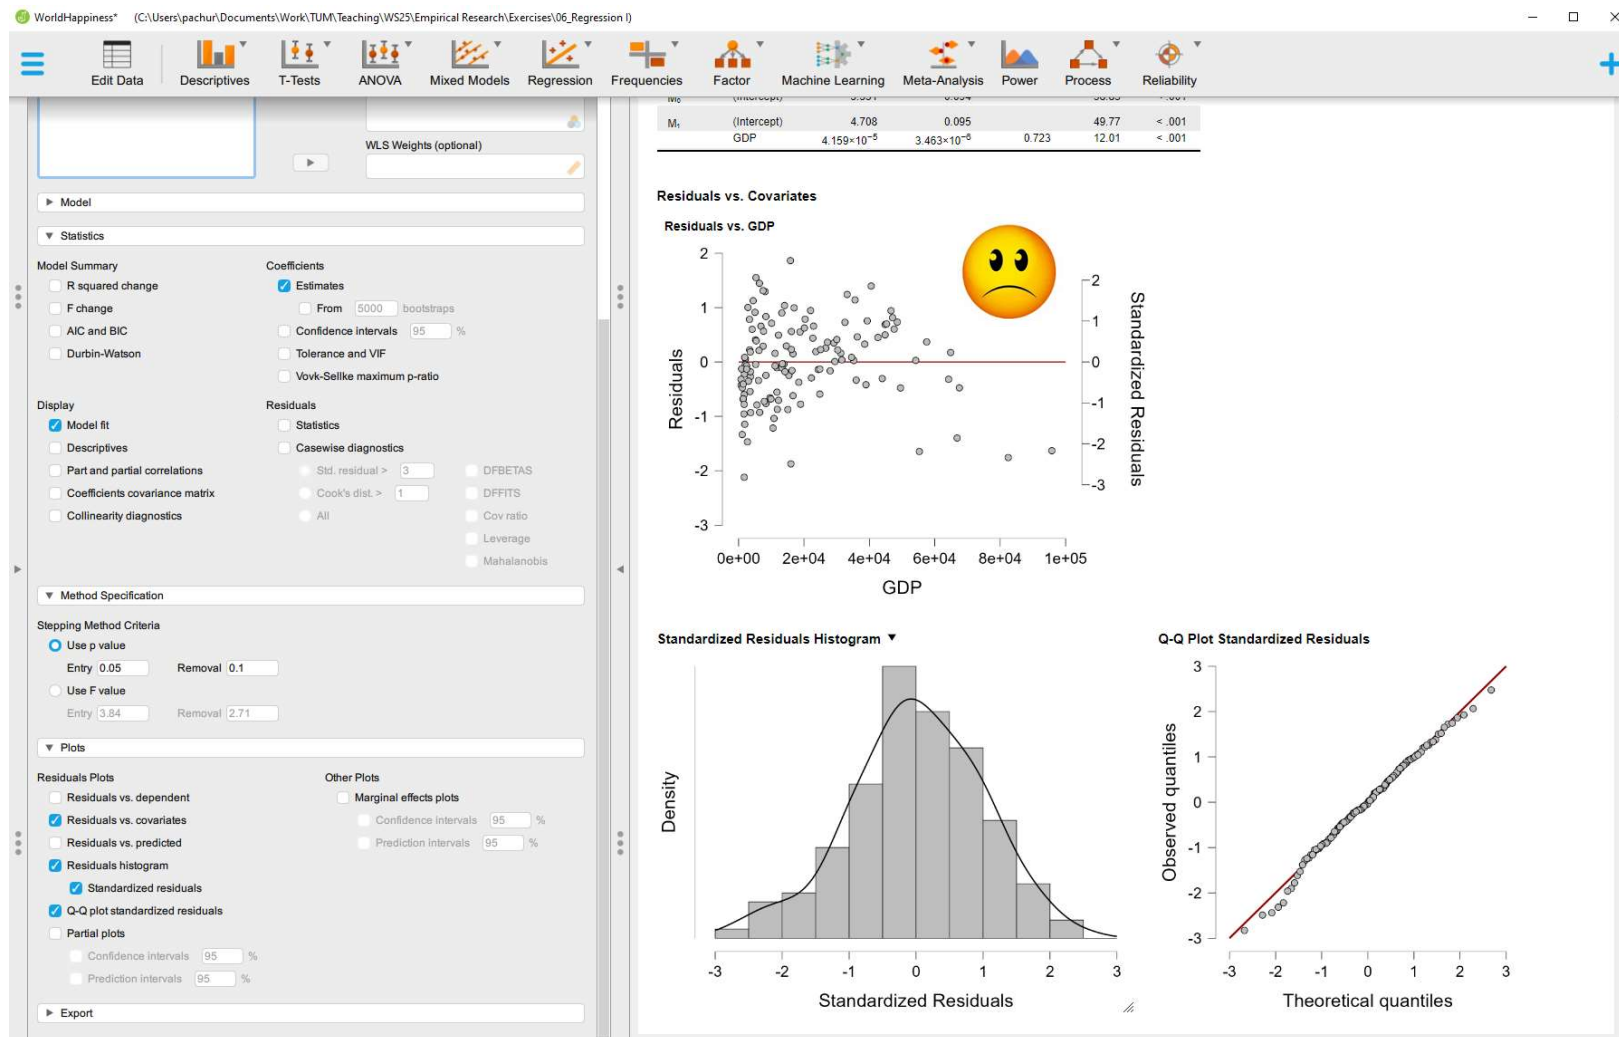 WorldHappiness* (C:\Users\pachur\Documents\Work\TUM\Teaching\WS25\Empirical Research\Exercises\06_Regression I)
Edit Data Descriptives T-Tests ANOVA Mixed Models Regression Frequencies Factor Machine Learning Meta-Analysis Power Process Reliability
WLS Weights (optional)
Model
Statistics
Model Summary
R squared change
F change
AIC and BIC
Durbin-Watson
Coefficients
Estimates
From 5000 bootstraps
Confidence intervals 95 %
Tolerance and VIF
Vovk-Sellke maximum p-ratio
Display
Model fit
Descriptives
Part and partial correlations
Coefficients covariance matrix
Collinearity diagnostics
Residuals
Statistics
Casewise diagnostics
Std. residual > 3
Cook's dist. > 1
All
DFBETAS
DFFITS
Cov ratio
Leverage
Mahalanobis
Method Specification
Stepping Method Criteria
Use p value
Entry 0.05 Removal 0.1
Use F value
Entry 3.84 Removal 2.71
Plots
Residuals Plots
Residuals vs. dependent
Residuals vs. covariates
Residuals vs. predicted
Residuals histogram
Standardized residuals
Q-Q plot standardized residuals
Partial plots
Confidence intervals 95 %
Prediction intervals 95 %
Other Plots
Marginal effects plots
Confidence intervals 95 %
Prediction intervals 95 %
Export
M₁ (Intercept) 4.708 0.095 49.77 < .001
GDP 4.159×10⁻⁵ 0.723 12.01 < .001
Residuals vs. Covariates
Residuals vs. GDP
2
1
0
-1
-2
-3
Residuals
2
1
0
-1
-2
-3
Standardized Residuals
0e+00 2e+04 4e+04 6e+04 8e+04 1e+05
GDP
Standardized Residuals Histogram
Density
-3 -2 -1 0 1 2 3
Standardized Residuals
Q-Q Plot Standardized Residuals
3
2
1
0
-1
-2
-3
Observed quantiles
-3 -2 -1 0 1 2 3
Theoretical quantiles